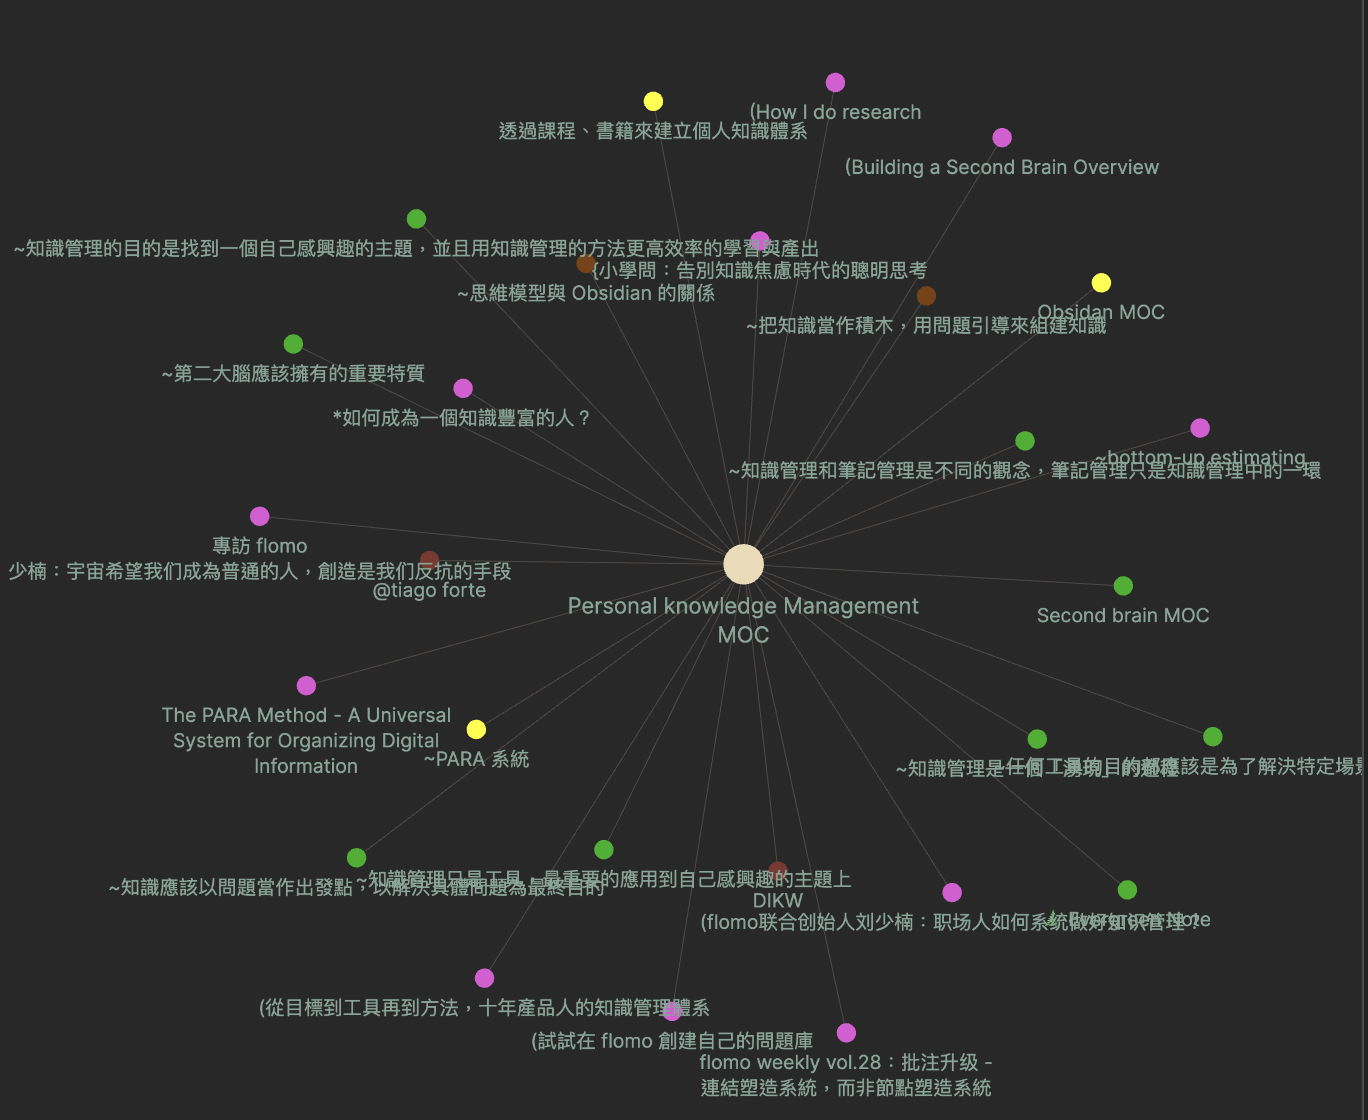 (How I do research
透過課程、書籍來建立個人知識體系
(Building a Second Brain Overview
~知識管理的目的是找到一個自己感興趣的主題，並且用知識管理的方法更高效率的學習與產出
{小學問：告別知識焦慮時代的聰明思考
~思維模型與 Obsidian 的關係
Obsidan MOC
~把知識當作積木，用問題引導來組建知識
~第二大腦應該擁有的重要特質
*如何成為一個知識豐富的人？
~bottom-up estimating
~知識管理和筆記管理是不同的觀念，筆記管理只是知識管理中的一環
專訪 flomo
少楠：宇宙希望我们成為普通的人，創造是我们反抗的手段
@tiago forte
Personal knowledge Management
MOC
Second brain MOC
The PARA Method - A Universal
System for Organizing Digital
Information
~PARA 系統
~知識管理是一個「湧現」的過程
任何工具的目的都應該是為了解決特定場景
~知識管理只是工具，最重要的應用到自己感興趣的主題上
~知識應該以問題當作出發點，以解決具體問題為最終目的
DIKW
(flomo联合创始人刘少楠：职场人如何系统做好知识管理？
Evergreen Note
(從目標到工具再到方法，十年產品人的知識管理體系
(試試在 flomo 創建自己的問題庫
flomo weekly vol.28：批注升级 -
連結塑造系統，而非節點塑造系統